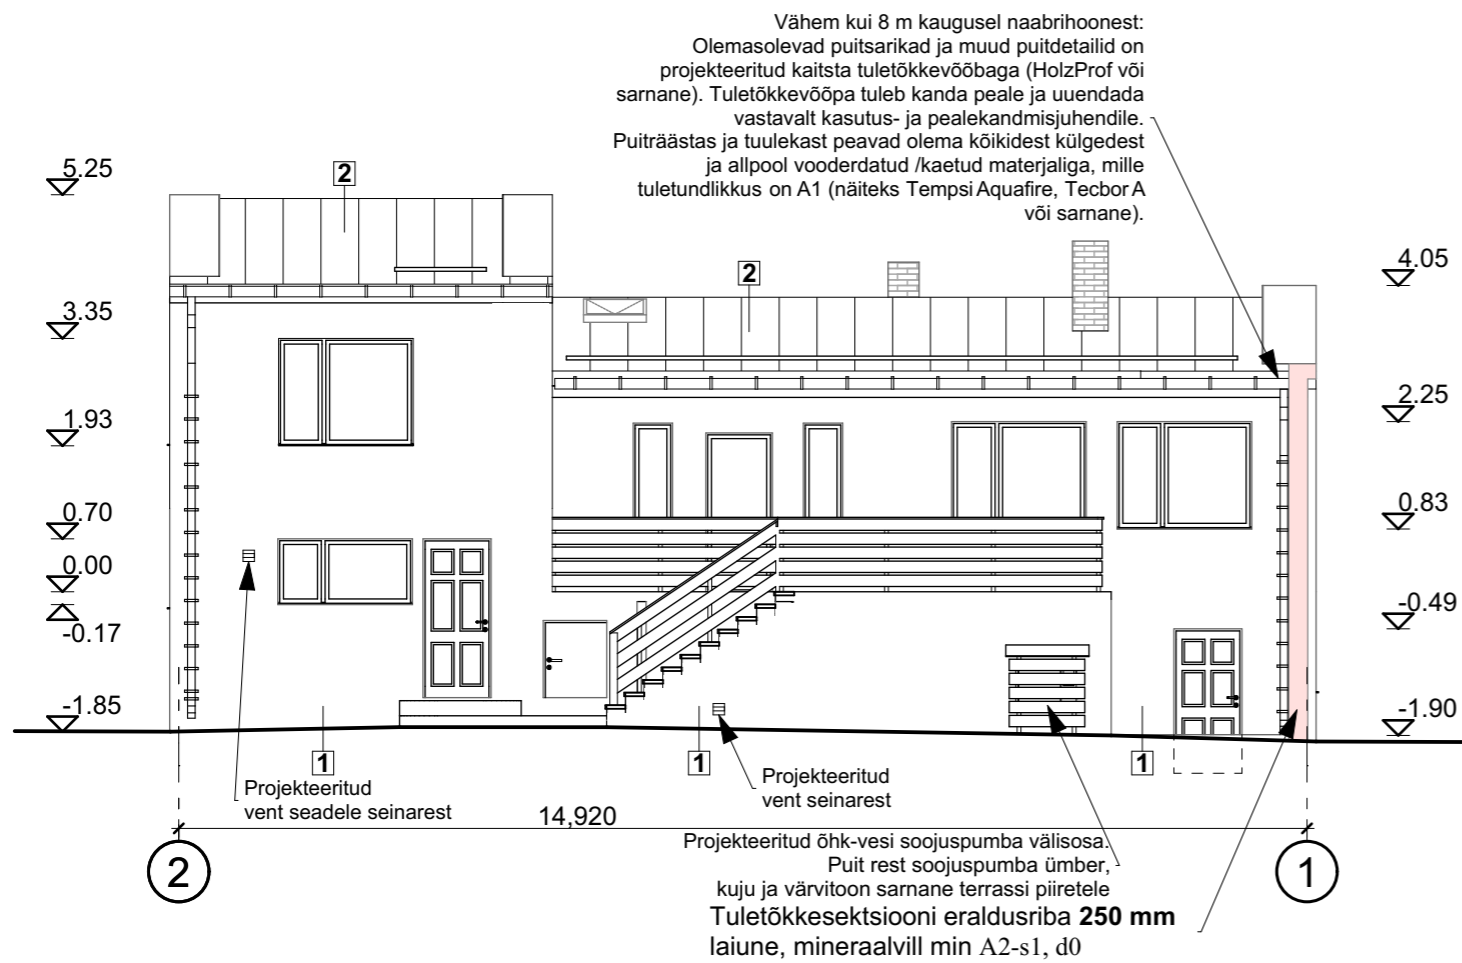 Vähem kui 8 m kaugusel naabrihoonest:
Olemasolevad puitsarikad ja muud puitdetailid on
projekteeritud kaitsta tuletõkkevõõbaga (HolzProf või
sarnane). Tuletõkkevõõpa tuleb kanda peale ja uuendada
vastavalt kasutus- ja pealekandmisjuhendile.
Puiträästas ja tuulekast peavad olema kõikidest külgedest
ja allpool vooderdatud /kaetud materjaliga, mille
tuletundlikkus on A1 (näiteks Tempsi Aquafire, Tecbor A
või sarnane).
5.25
2
4.05
2
3.35
2.25
1.93
0.83
0.70
0.00
-0.49
-0.17
-1.85
-1.90
1
1
1
Projekteeritud
vent seadele seinarest
Projekteeritud
vent seinarest
14,920
2
1
Projekteeritud õhk-vesi soojuspumba välisosa.
Puit rest soojuspumba ümber,
kuju ja värvitoon sarnane terrassi piiretele
Tuletõkkesektsiooni eraldusriba 250 mm
laiune, mineraalvill min A2-s1, d0